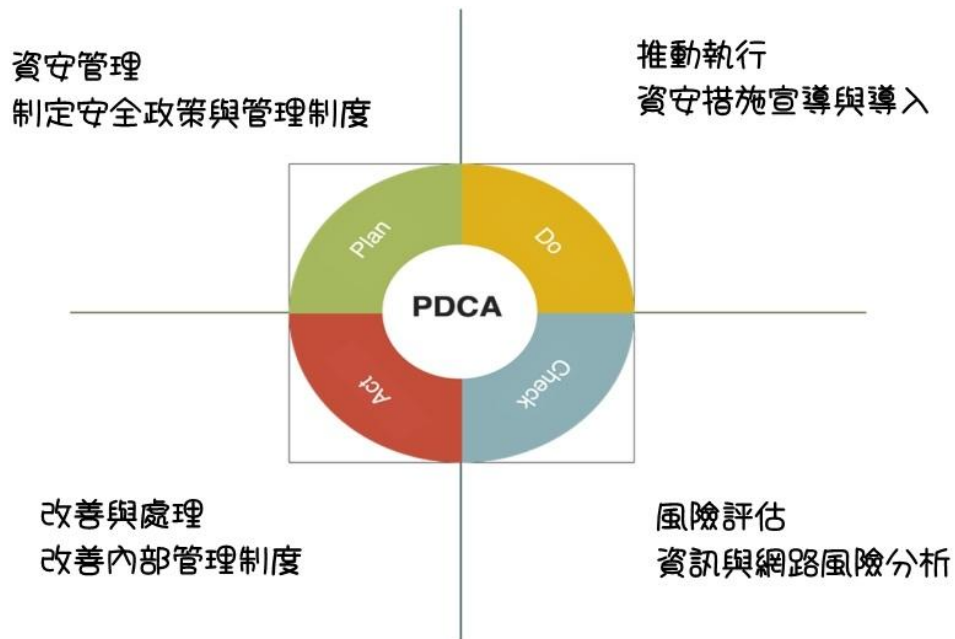 資安管理
制定安全政策與管理制度
推動執行
資安措施宣導與導入
Plan
Do
PDCA
Act
Check
改善與處理
改善內部管理制度
風險評估
資訊與網路風險分析